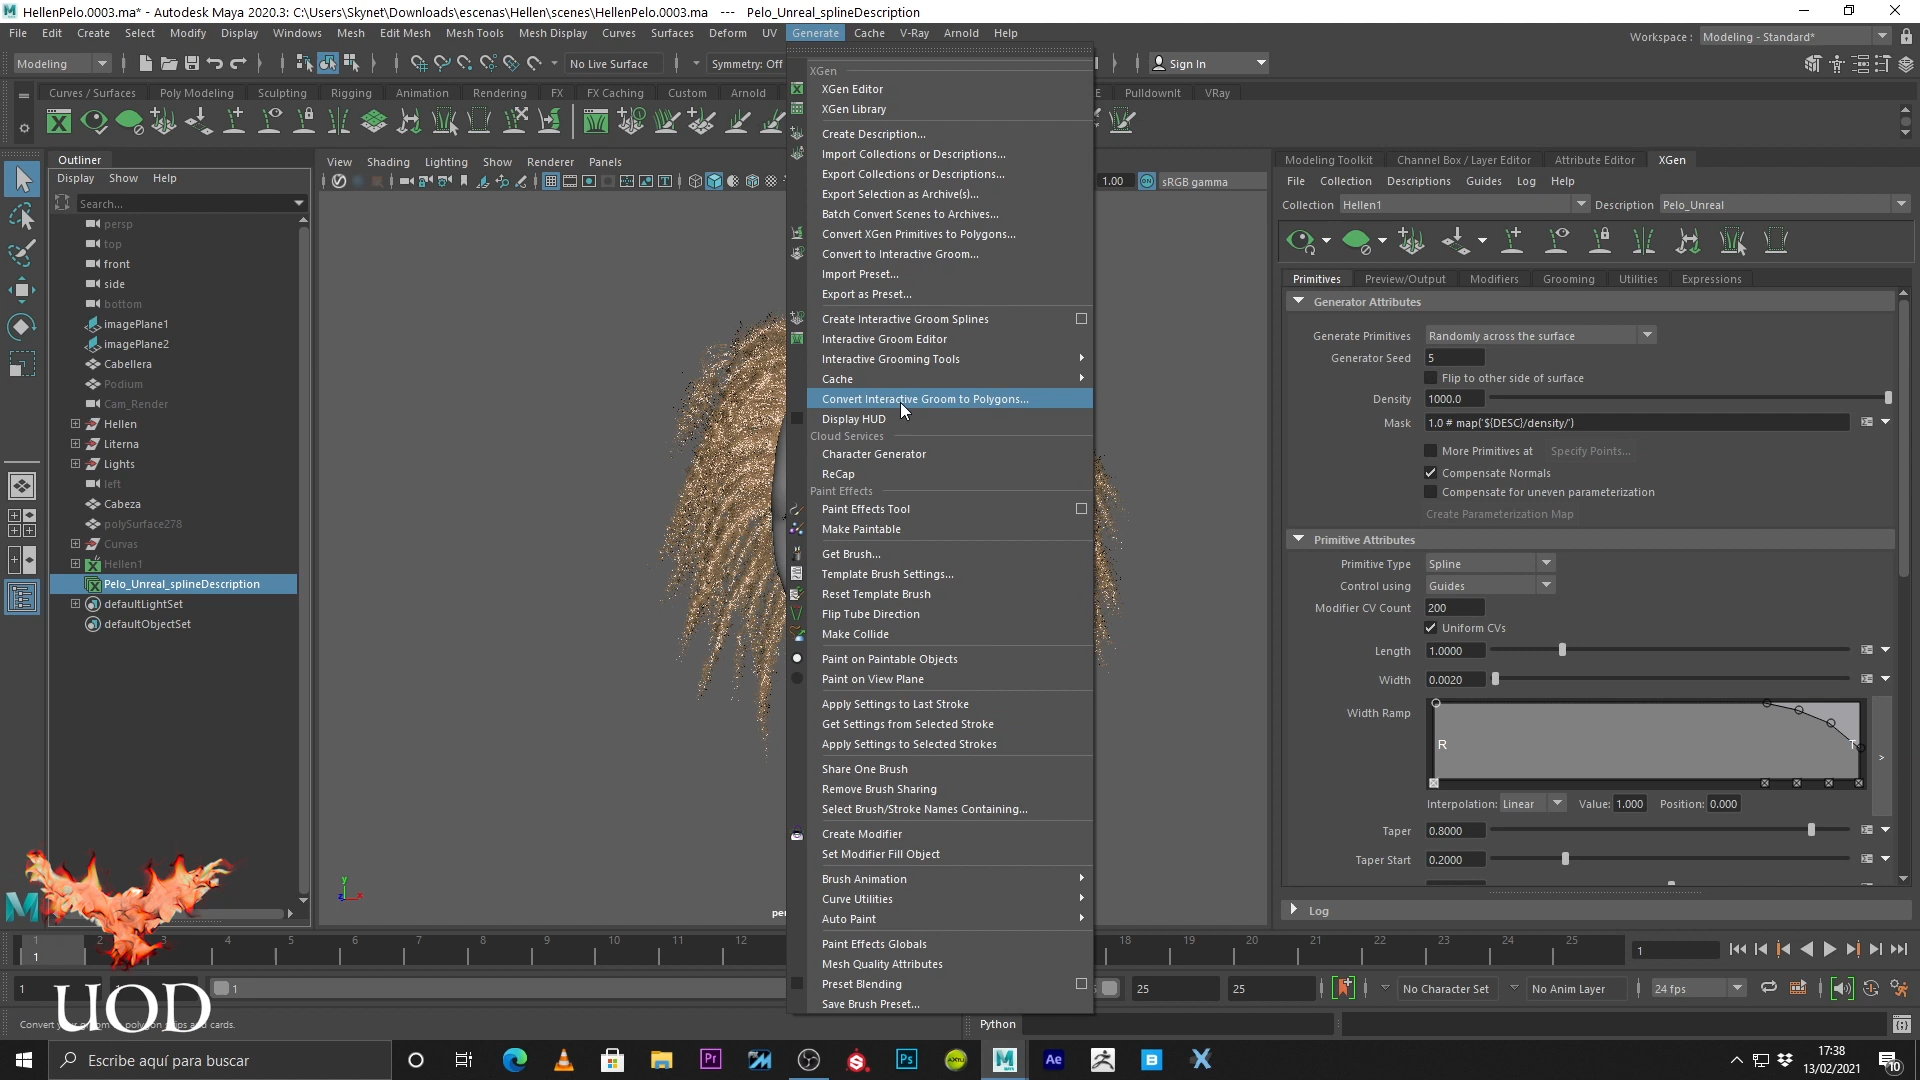 HellenPelo.0003.ma* - Autodesk Maya 2020.3: C:\Users\Skynet\Downloads\escenas\Hellen\scenes\HellenPelo.0003.ma --- Pelo_Unreal_splineDescription
File Edit Create Select Modify Display Windows Mesh Edit Mesh Mesh Tools Mesh Display Curves Surfaces Deform UV Generate Cache V-Ray Arnold Help
Workspace : Modeling - Standard*
Modeling No Live Surface Symmetry: Off Sign In
Curves / Surfaces Poly Modeling Sculpting Rigging Animation Rendering FX FX Caching Custom Arnold PulldownIt VRay
Outliner
Display Show Help
Search...
persp
top
front
side
bottom
imagePlane1
imagePlane2
Cabellera
Podium
Cam_Render
Hellen
Literna
Lights
left
Cabeza
polySurface278
Curvas
Hellen1
Pelo_Unreal_splineDescription
defaultLightSet
defaultObjectSet
View Shading Lighting Show Renderer Panels
1.00 sRGB gamma
XGen
XGen Editor
XGen Library
Create Description...
Import Collections or Descriptions...
Export Collections or Descriptions...
Export Selection as Archive(s)...
Batch Convert Scenes to Archives...
Convert XGen Primitives to Polygons...
Convert to Interactive Groom...
Import Preset...
Export as Preset...
Create Interactive Groom Splines
Interactive Groom Editor
Interactive Grooming Tools
Cache
Convert Interactive Groom to Polygons...
Display HUD
Cloud Services
Character Generator
ReCap
Paint Effects
Paint Effects Tool
Make Paintable
Get Brush...
Template Brush Settings...
Reset Template Brush
Flip Tube Direction
Make Collide
Paint on Paintable Objects
Paint on View Plane
Apply Settings to Last Stroke
Get Settings from Selected Stroke
Apply Settings to Selected Strokes
Share One Brush
Remove Brush Sharing
Select Brush/Stroke Names Containing...
Create Modifier
Set Modifier Fill Object
Brush Animation
Curve Utilities
Auto Paint
Paint Effects Globals
Mesh Quality Attributes
Preset Blending
Save Brush Preset...
Modeling Toolkit Channel Box / Layer Editor Attribute Editor XGen
File Collection Descriptions Guides Log Help
Collection Hellen1 Description Pelo_Unreal
Primitives Preview/Output Modifiers Grooming Utilities Expressions
Generator Attributes
Generate Primitives Randomly across the surface
Generator Seed 5
Flip to other side of surface
Density 1000.0
Mask 1.0 # map('${DESC}/density/')
More Primitives at Specify Points...
Compensate Normals
Compensate for uneven parameterization
Create Parameterization Map
Primitive Attributes
Primitive Type Spline
Control using Guides
Modifier CV Count 200
Uniform CVs
Length 1.0000
Width 0.0020
Width Ramp
R T
>
Interpolation: Linear Value: 1.000 Position: 0.000
Taper 0.8000
Taper Start 0.2000
Log
y
x
z
1 2 4 5 6 7 8 9 10 11 12 18 19 20 21 22 23 24 25
1 1
1 1 25 25 No Character Set No Anim Layer 24 fps
UOD
Python
Escribe aquí para buscar
17:38
13/02/2021
10